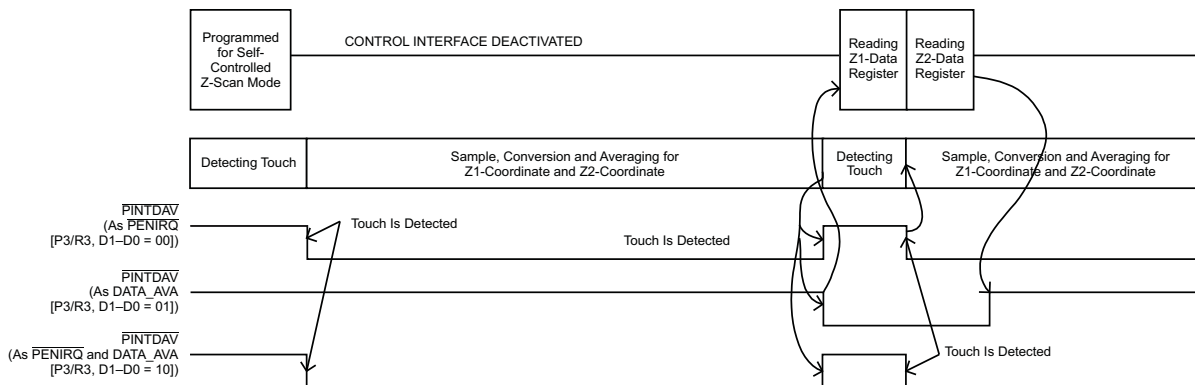 Programmed
for Self-
Controlled
Z-Scan Mode
CONTROL INTERFACE DEACTIVATED
Reading
Z1-Data
Register
Reading
Z2-Data
Register
Detecting Touch
Sample, Conversion and Averaging for
Z1-Coordinate and Z2-Coordinate
Detecting
Touch
Sample, Conversion and Averaging for
Z1-Coordinate and Z2-Coordinate
PINTDAV
(As PENIRQ
[P3/R3, D1–D0 = 00])
Touch Is Detected
Touch Is Detected
PINTDAV
(As DATA_AVA
[P3/R3, D1–D0 = 01])
PINTDAV
(As PENIRQ and DATA_AVA
[P3/R3, D1–D0 = 10])
Touch Is Detected